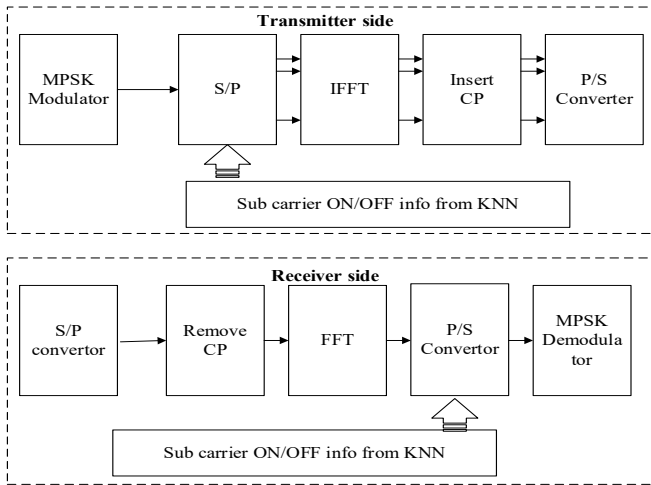 Transmitter side
MPSK
Modulator
S/P
IFFT
Insert
CP
P/S
Converter
Sub carrier ON/OFF info from KNN
Receiver side
S/P
convertor
Remove
CP
FFT
P/S
Convertor
MPSK
Demodula
tor
Sub carrier ON/OFF info from KNN